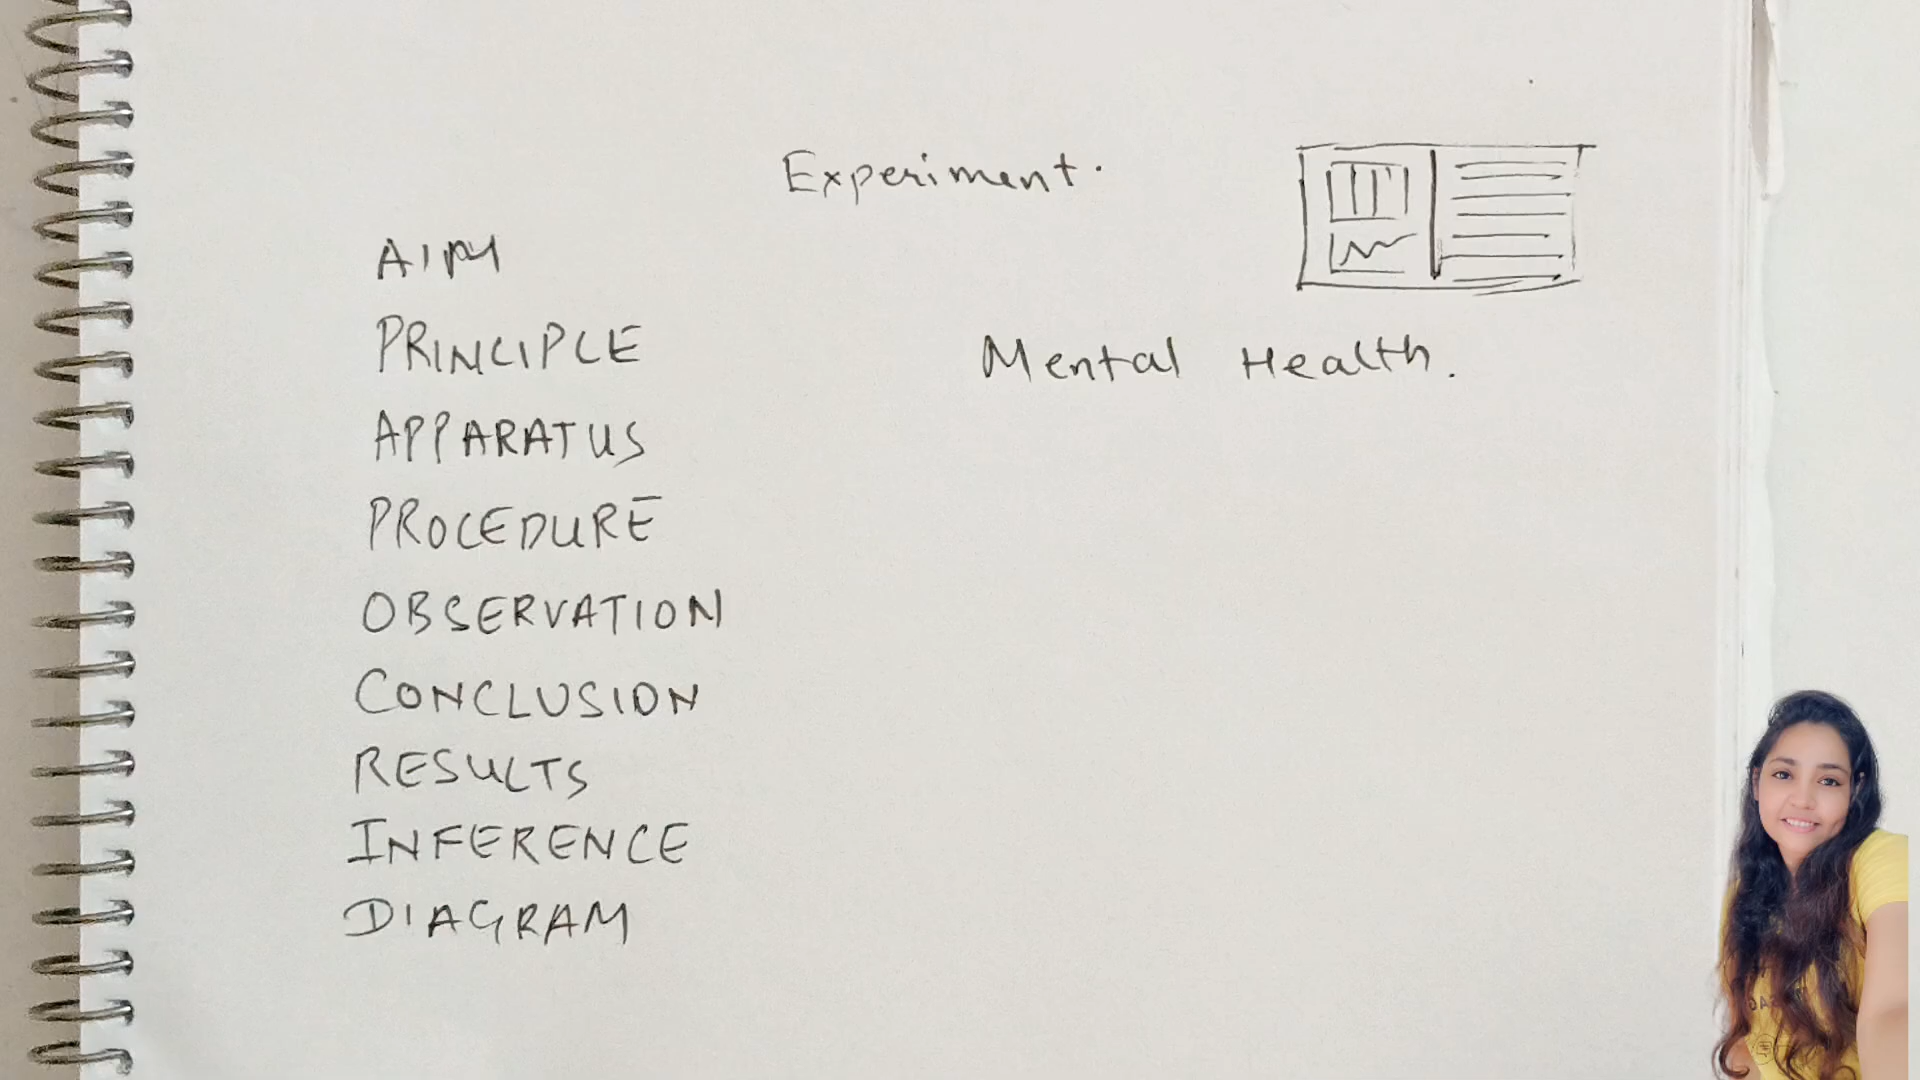 Experiment.
AIM
PRINCIPLE
Mental Health.
APPARATUS
PROCEDURE
OBSERVATION
CONCLUSION
RESULTS
INFERENCE
DIAGRAM